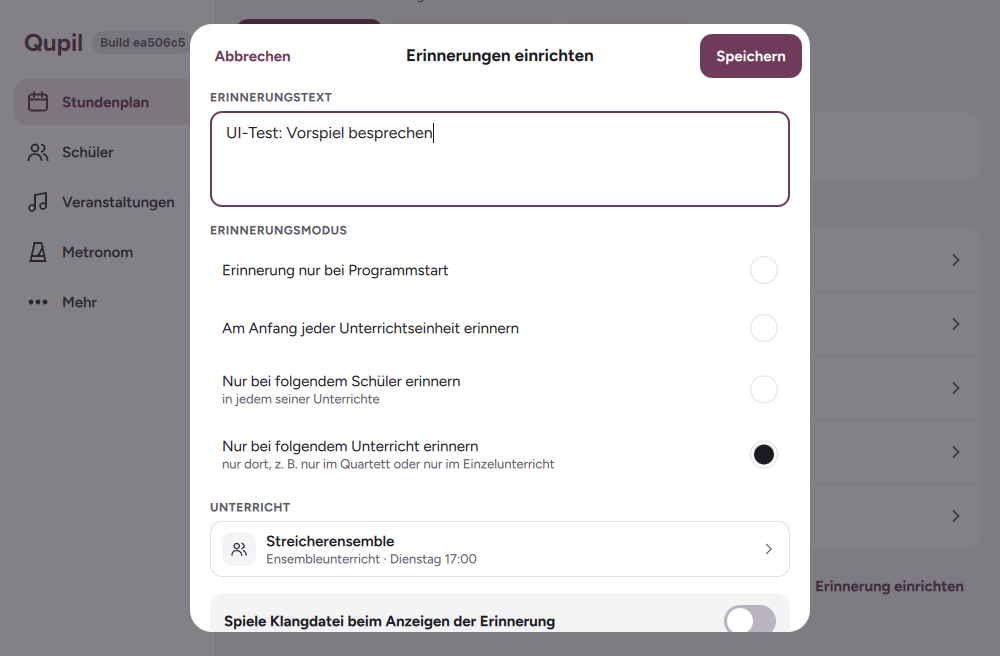 Qupil
Build ea506c5
Stundenplan
Schüler
Veranstaltungen
Metronom
Mehr
Abbrechen
Erinnerungen einrichten
Speichern
ERINNERUNGSTEXT
UI-Test: Vorspiel besprechen
ERINNERUNGSMODUS
Erinnerung nur bei Programmstart
Am Anfang jeder Unterrichtseinheit erinnern
Nur bei folgendem Schüler erinnern
in jedem seiner Unterrichte
Nur bei folgendem Unterricht erinnern
nur dort, z. B. nur im Quartett oder nur im Einzelunterricht
UNTERRICHT
Streicherensemble
Ensembleunterricht · Dienstag 17:00
Spiele Klangdatei beim Anzeigen der Erinnerung
Erinnerung einrichten